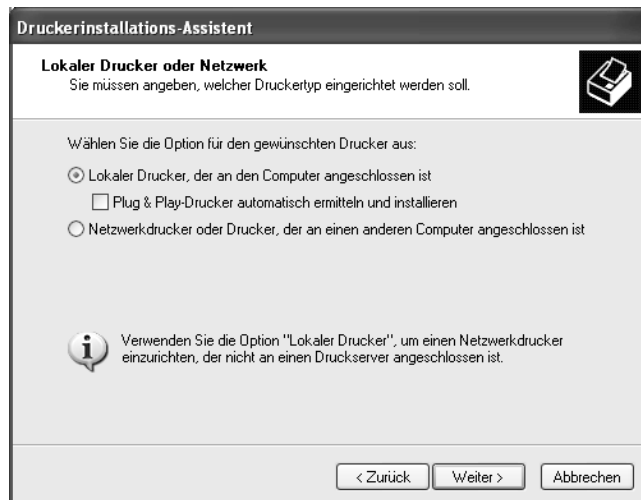 Druckerinstallations-Assistent
Lokaler Drucker oder Netzwerk
Sie müssen angeben, welcher Druckertyp eingerichtet werden soll.
Wählen Sie die Option für den gewünschten Drucker aus:
Lokaler Drucker, der an den Computer angeschlossen ist
Plug & Play-Drucker automatisch ermitteln und installieren
Netzwerkdrucker oder Drucker, der an einen anderen Computer angeschlossen ist
Verwenden Sie die Option "Lokaler Drucker", um einen Netzwerkdrucker
einzurichten, der nicht an einen Druckserver angeschlossen ist.
< Zurück Weiter > Abbrechen